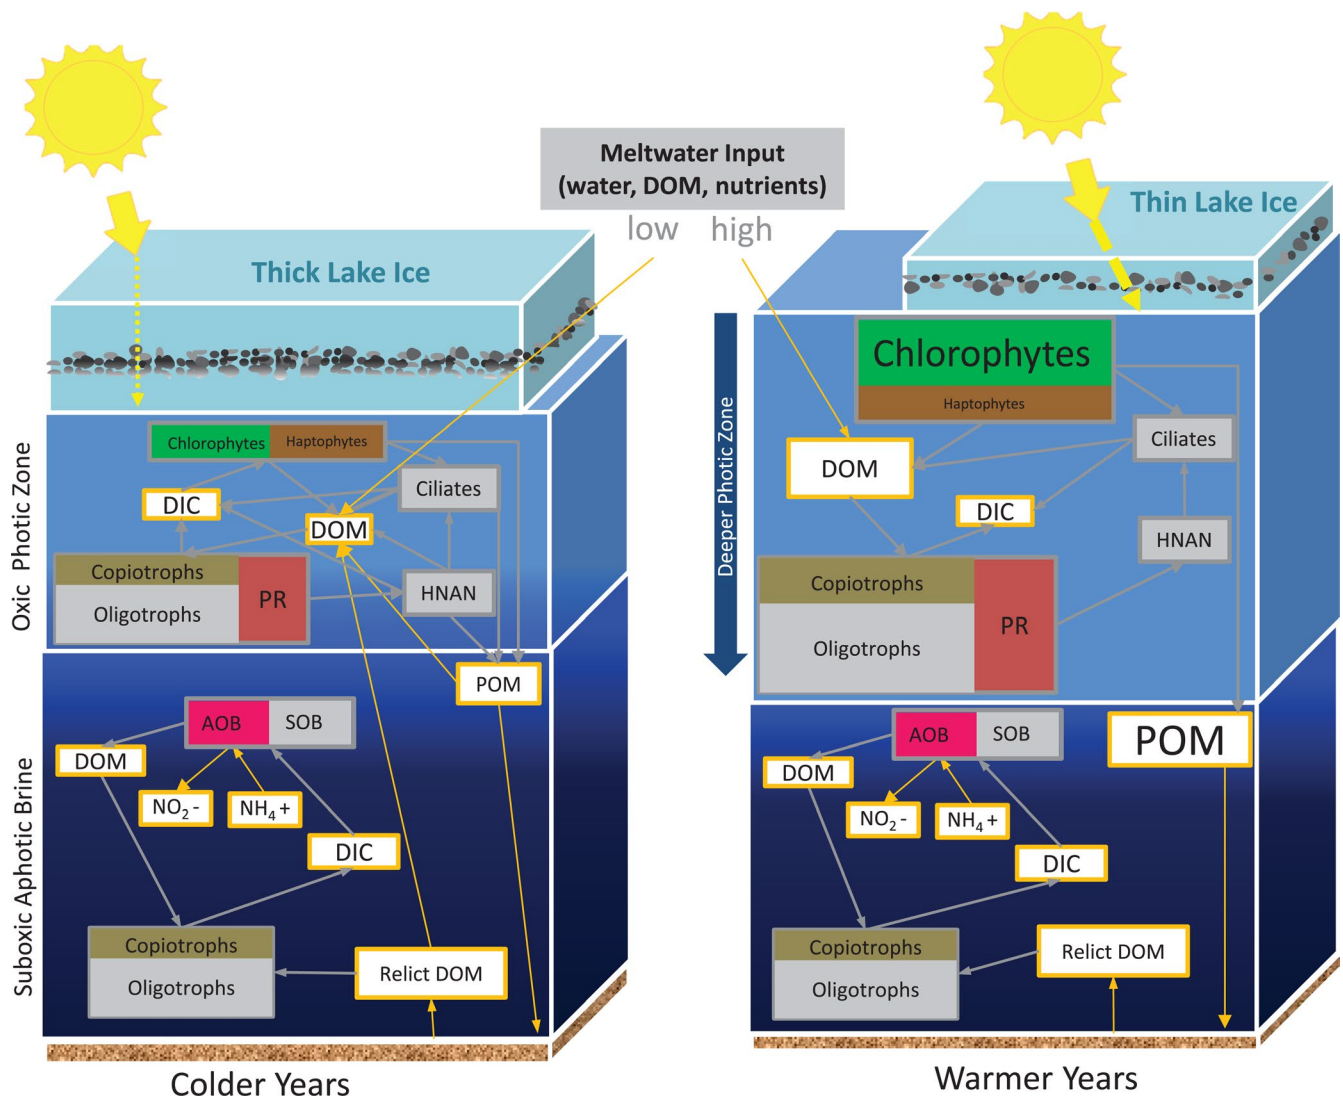 Meltwater Input
(water, DOM, nutrients)
low high
Thick Lake Ice
Thin Lake Ice
Oxic Photic Zone
Chlorophytes
Haptophytes
Ciliates
DIC
DOM
Copiotrophs
Oligotrophs
PR
HNAN
Suboxic Aphotic Brine
POM
AOB
SOB
DOM
NO2-
NH4+
DIC
Copiotrophs
Oligotrophs
Relict DOM
Colder Years
Deeper Photic Zone
Chlorophytes
Haptophytes
Ciliates
DOM
DIC
HNAN
Copiotrophs
Oligotrophs
PR
AOB
SOB
POM
DOM
NO2-
NH4+
DIC
Copiotrophs
Oligotrophs
Relict DOM
Warmer Years